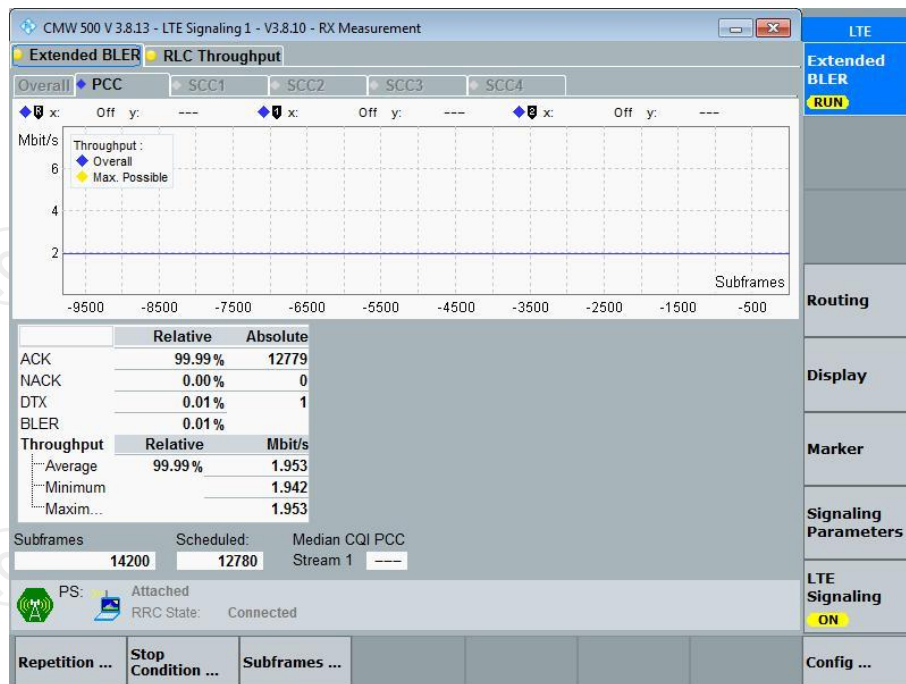 CMW 500 V 3.8.13 - LTE Signaling 1 - V3.8.10 - RX Measurement
LTE
Extended BLER RLC Throughput
Extended BLER
RUN
Overall PCC SCC1 SCC2 SCC3 SCC4
R x: Off y: --- 1 x: Off y: --- 2 x: Off y: ---
Mbit/s
Throughput :
Overall
Max. Possible
6
4
2
Subframes
-9500 -8500 -7500 -6500 -5500 -4500 -3500 -2500 -1500 -500
Relative Absolute
ACK 99.99 % 12779
NACK 0.00 % 0
DTX 0.01 % 1
BLER 0.01 %
Throughput Relative Mbit/s
Average 99.99 % 1.953
Minimum 1.942
Maxim... 1.953
Subframes Scheduled: Median CQI PCC
14200 12780 Stream 1 ---
PS: Attached
RRC State: Connected
Routing
Display
Marker
Signaling Parameters
LTE Signaling
ON
Repetition ... Stop Condition ... Subframes ... Config ...